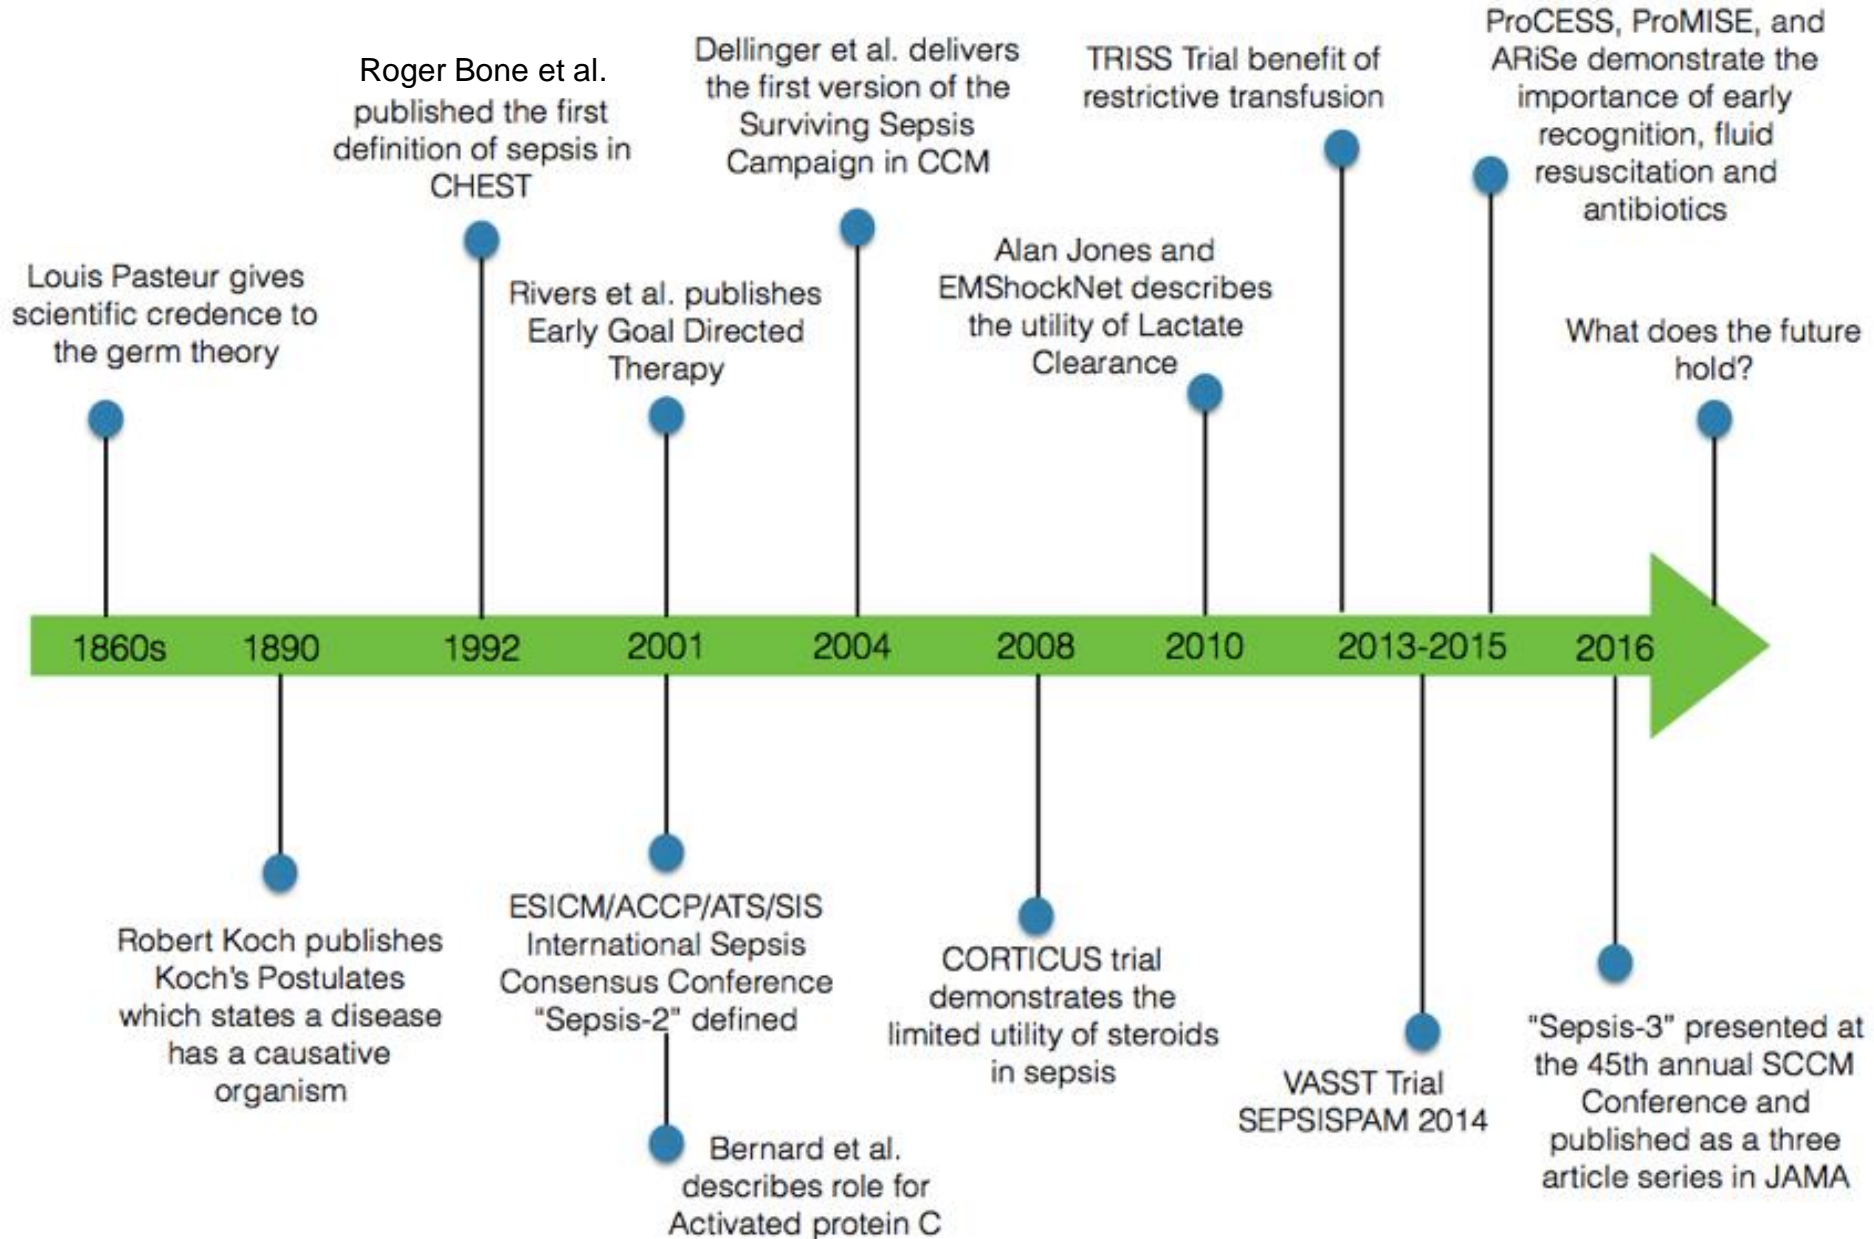 Louis Pasteur gives
scientific credence to
the germ theory
Roger Bone et al.
published the first
definition of sepsis in
CHEST
Rivers et al. publishes
Early Goal Directed
Therapy
Dellinger et al. delivers
the first version of the
Surviving Sepsis
Campaign in CCM
Alan Jones and
EMShockNet describes
the utility of Lactate
Clearance
TRISS Trial benefit of
restrictive transfusion
ProCESS, ProMISE, and
ARiSe demonstrate the
importance of early
recognition, fluid
resuscitation and
antibiotics
What does the future
hold?
1860s 1890 1992 2001 2004 2008 2010 2013-2015 2016
Robert Koch publishes
Koch's Postulates
which states a disease
has a causative
organism
ESICM/ACCP/ATS/SIS
International Sepsis
Consensus Conference
“Sepsis-2” defined
Bernard et al.
describes role for
Activated protein C
CORTICUS trial
demonstrates the
limited utility of steroids
in sepsis
VASST Trial
SEPSISPAM 2014
“Sepsis-3” presented at
the 45th annual SCCM
Conference and
published as a three
article series in JAMA